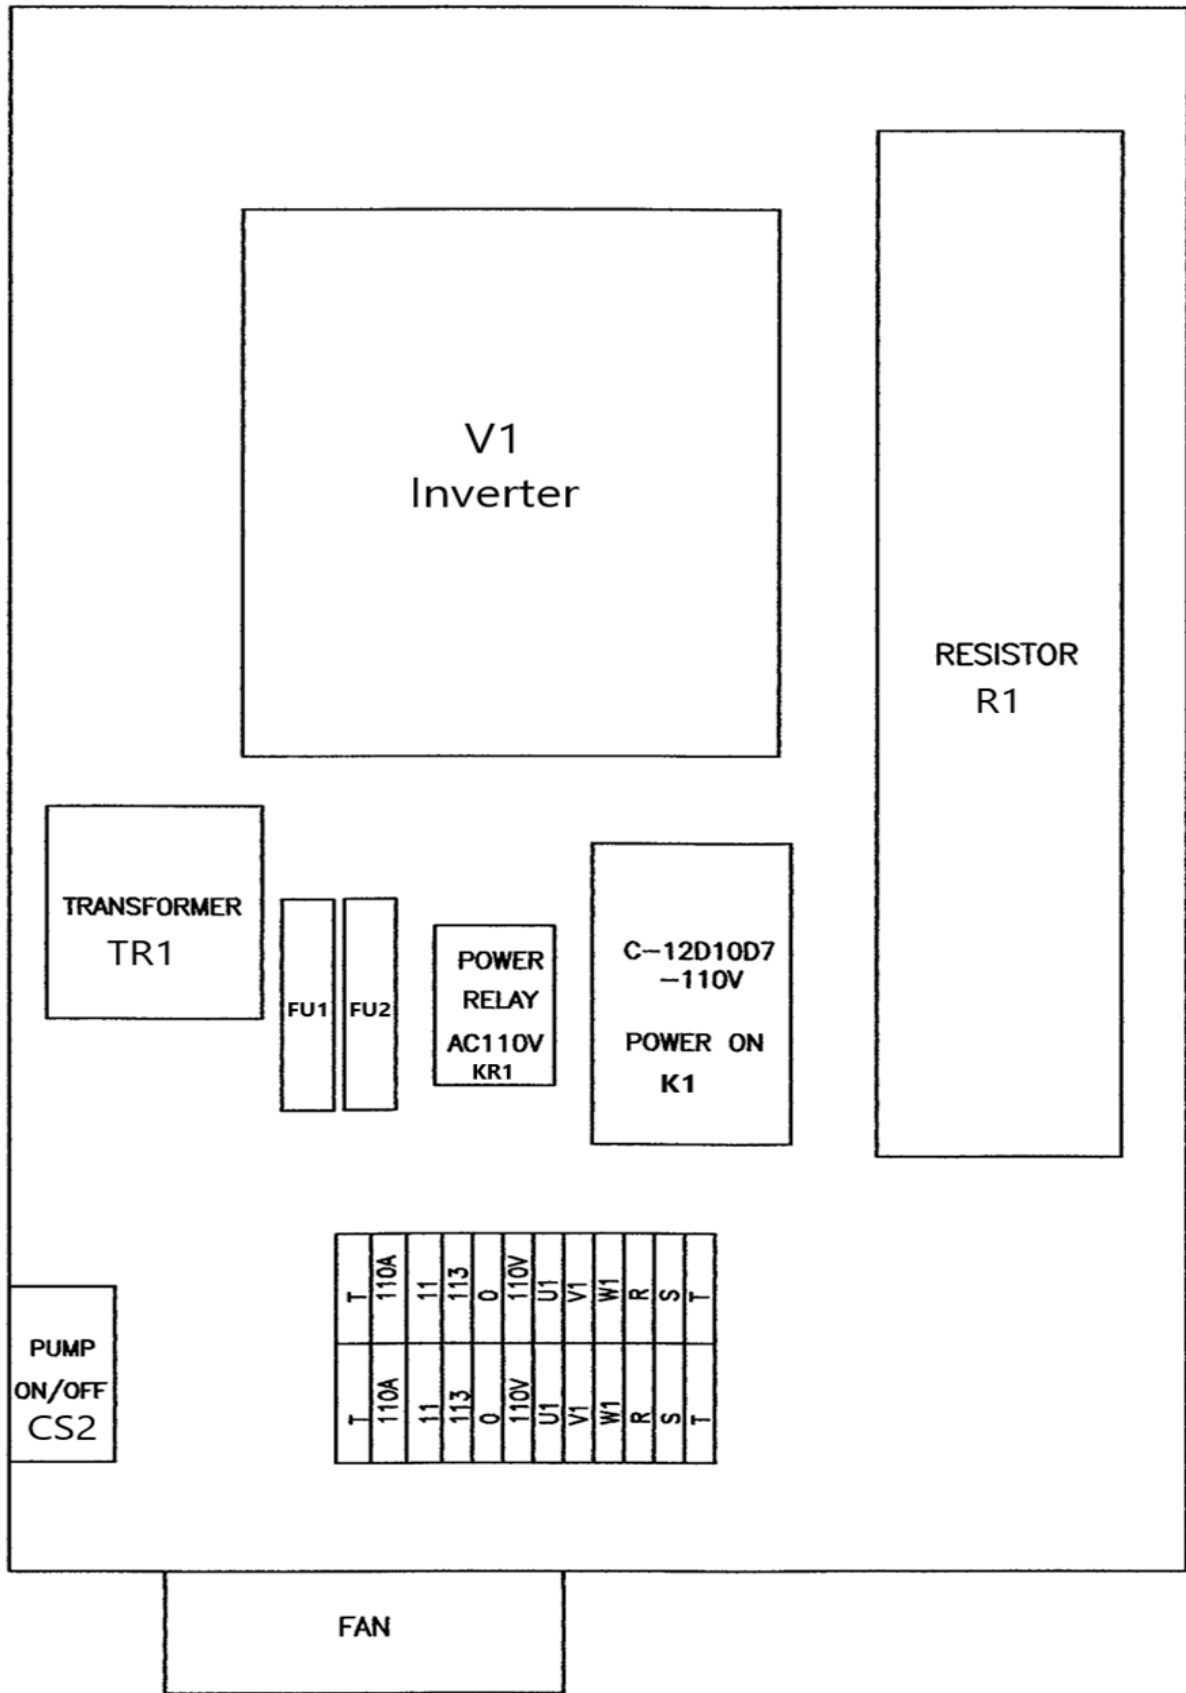 V1
Inverter
RESISTOR
R1
TRANSFORMER
TR1
FU1
FU2
POWER
RELAY
AC110V
KR1
C-12D10D7
-110V
POWER ON
K1
T 110A 11 113 0 110V U1 V1 W1 R S T
T 110A 11 113 0 110V U1 V1 W1 R S T
PUMP
ON/OFF
CS2
FAN